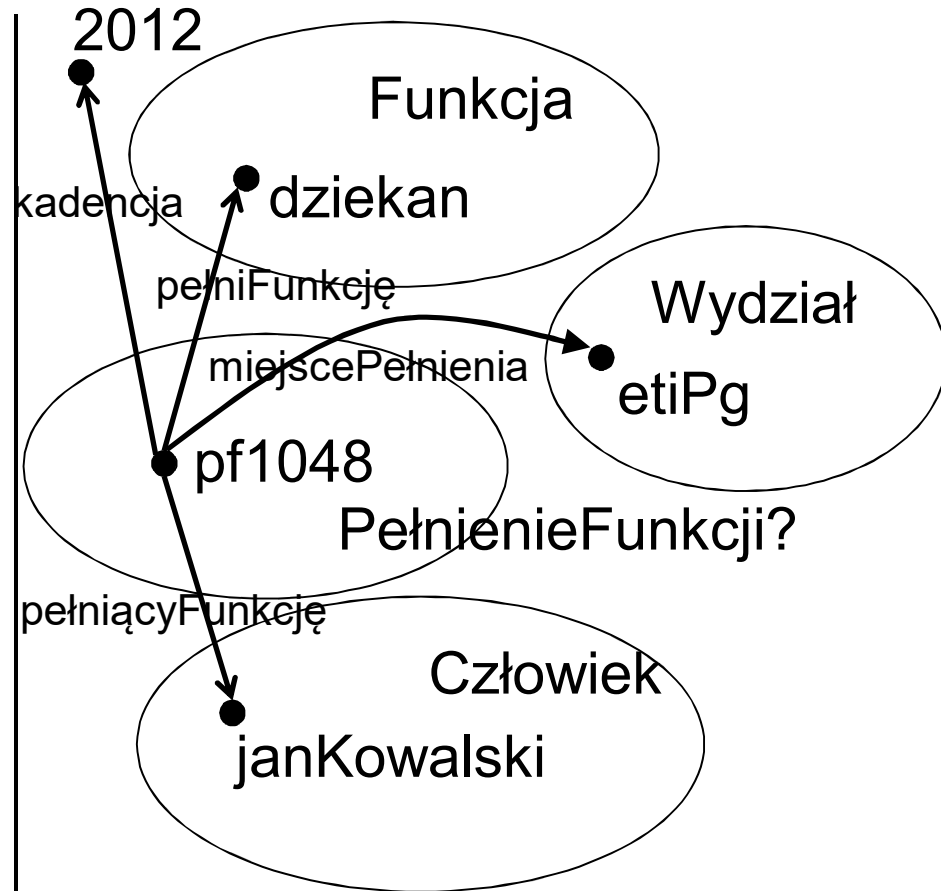 2012
Funkcja
dziekan
kadencja
pełniFunkcję
Wydział
miejscePełnienia
etiPg
pf1048
PełnienieFunkcji?
pełniącyFunkcję
Człowiek
janKowalski